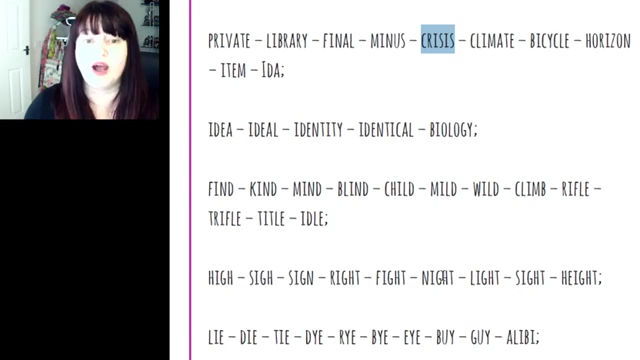 PRIVATE – LIBRARY – FINAL – MINUS – CRISIS – CLIMATE – BICYCLE – HORIZON
– ITEM – IDA;
IDEA – IDEAL – IDENTITY – IDENTICAL – BIOLOGY;
FIND – KIND – MIND – BLIND – CHILD – MILD – WILD – CLIMB – RIFLE –
TRIFLE – TITLE – IDLE;
HIGH – SIGH – SIGN – RIGHT – FIGHT – NIGHT – LIGHT – SIGHT – HEIGHT;
LIE – DIE – TIE – DYE – RYE – BYE – EYE – BUY – GUY – ALIBI;